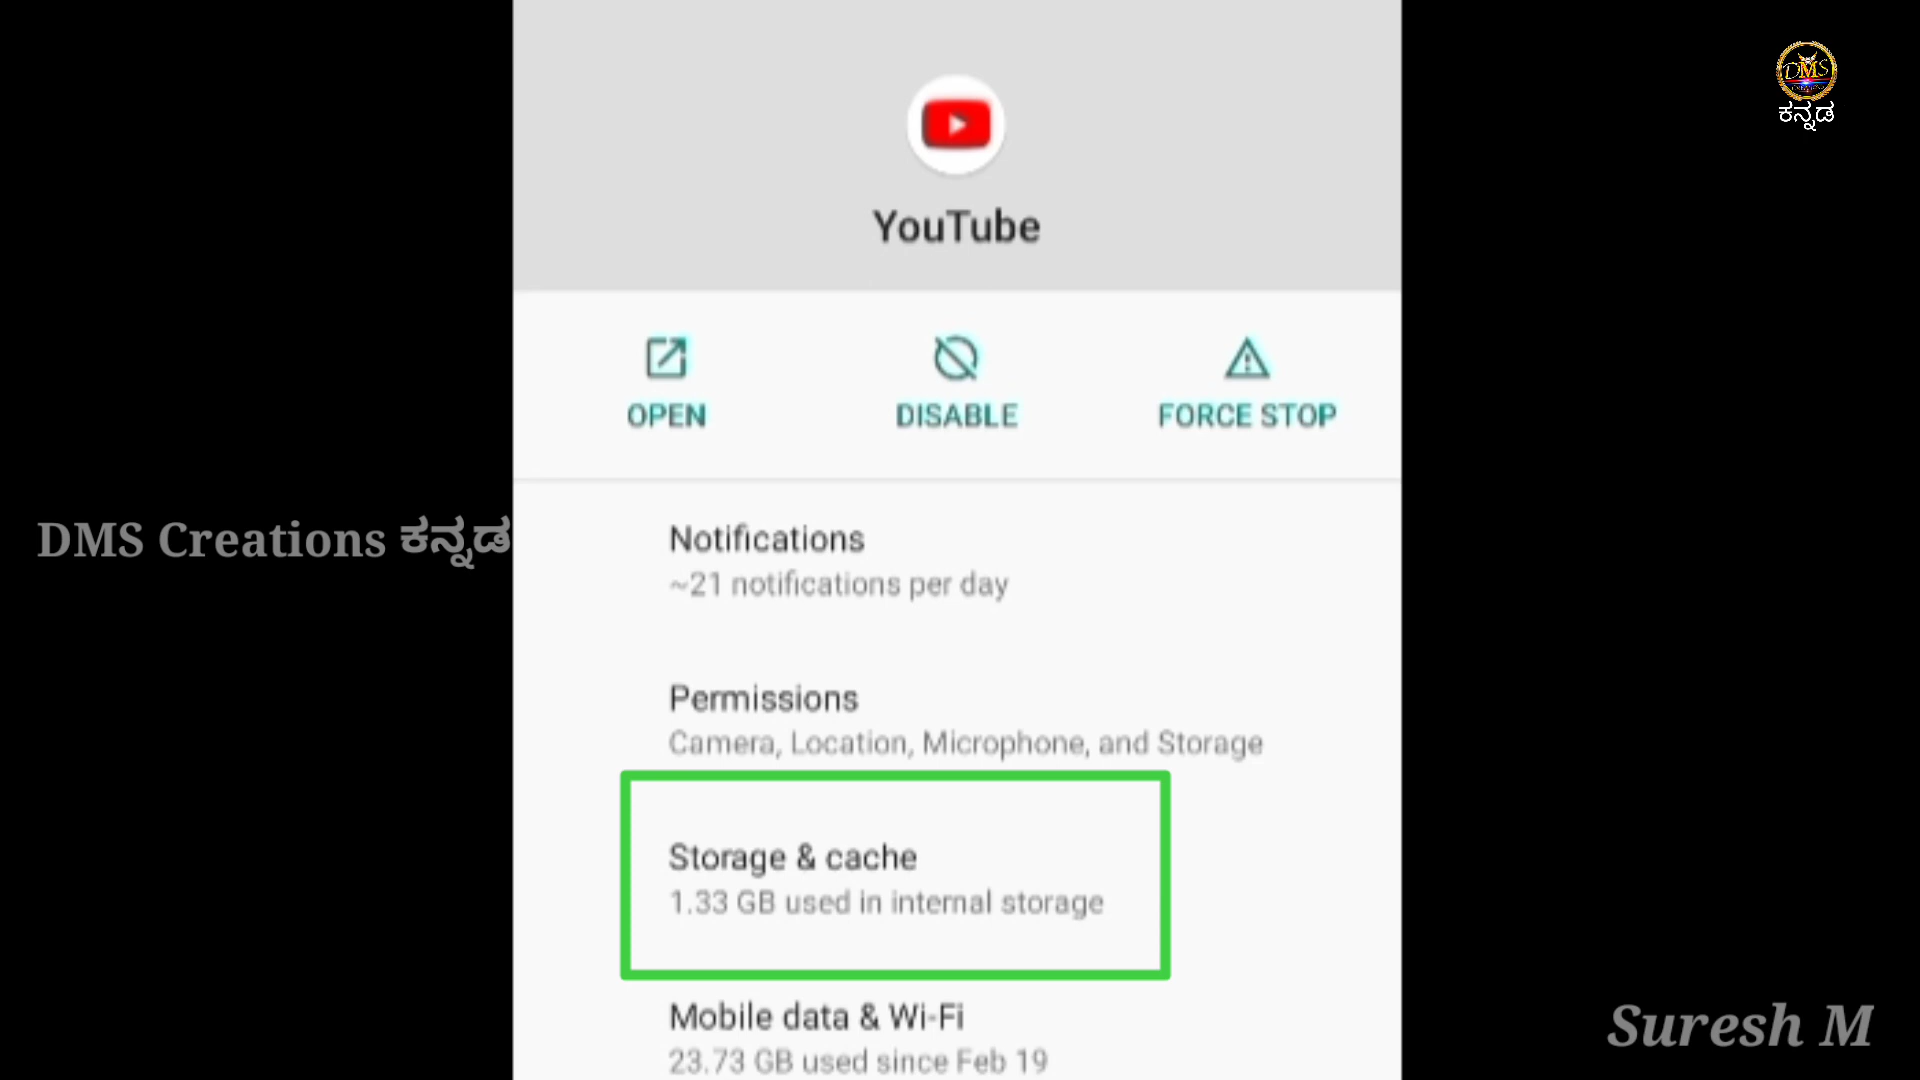 DMS
ಕನ್ನಡ
YouTube
OPEN
DISABLE
FORCE STOP
DMS Creations ಕನ್ನಡ
Notifications
~21 notifications per day
Permissions
Camera, Location, Microphone, and Storage
Storage & cache
1.33 GB used in internal storage
Mobile data & Wi-Fi
23.73 GB used since Feb 19
Suresh M